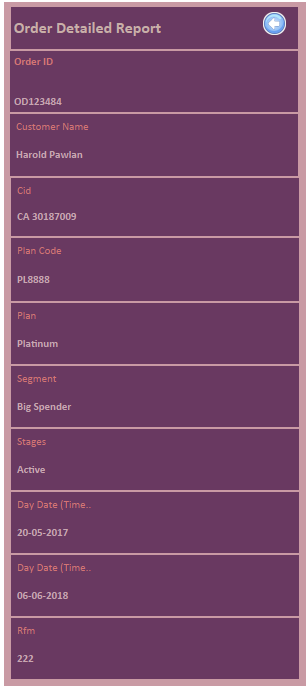 Order Detailed Report
Order ID
OD123484
Customer Name
Harold Pawlan
Cid
CA 30187009
Plan Code
PL8888
Plan
Platinum
Segment
Big Spender
Stages
Active
Day Date (Time..
20-05-2017
Day Date (Time..
06-06-2018
Rfm
222